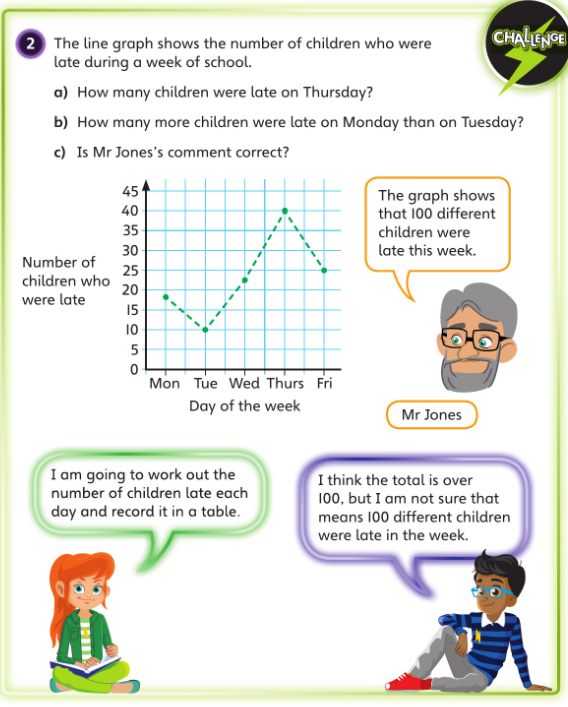 CHALLENGE
2 The line graph shows the number of children who were
late during a week of school.
a) How many children were late on Thursday?
b) How many more children were late on Monday than on Tuesday?
c) Is Mr Jones's comment correct?
45
40
35
30
25
20
15
10
5
0
Number of
children who
were late
Mon Tue Wed Thurs Fri
Day of the week
The graph shows
that 100 different
children were
late this week.
Mr Jones
I am going to work out the
number of children late each
day and record it in a table.
I think the total is over
100, but I am not sure that
means 100 different children
were late in the week.